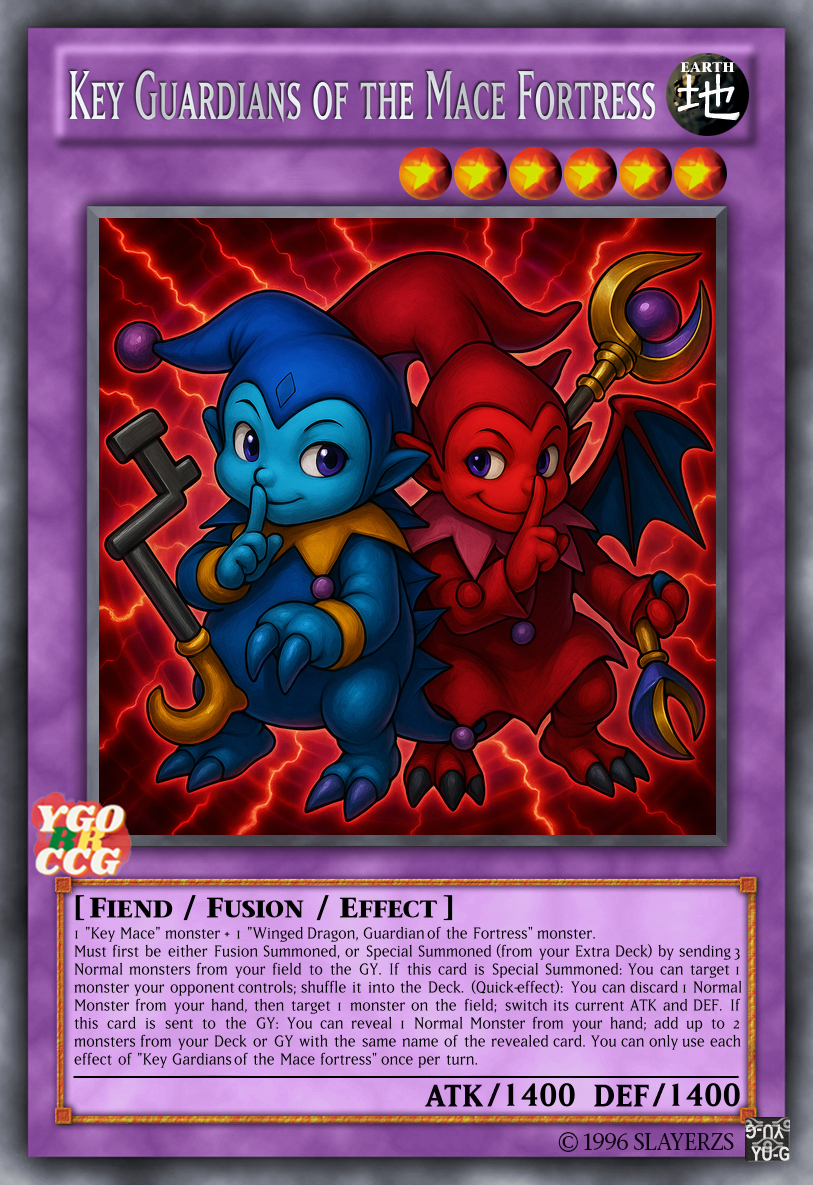 KEY GUARDIANS OF THE MACE FORTRESS
EARTH
地
YGO
RR
CCG
[ FIEND / FUSION / EFFECT ]
1 "Key Mace" monster + 1 "Winged Dragon, Guardian of the Fortress" monster.
Must first be either Fusion Summoned, or Special Summoned (from your Extra Deck) by sending 3
Normal monsters from your field to the GY. If this card is Special Summoned: You can target 1
monster your opponent controls; shuffle it into the Deck. (Quick-effect): You can discard 1 Normal
Monster from your hand, then target 1 monster on the field; switch its current ATK and DEF. If
this card is sent to the GY: You can reveal 1 Normal Monster from your hand; add up to 2
monsters from your Deck or GY with the same name of the revealed card. You can only use each
effect of "Key Gardians of the Mace fortress" once per turn.
ATK/1400 DEF/1400
© 1996 SLAYERZS
YU-G